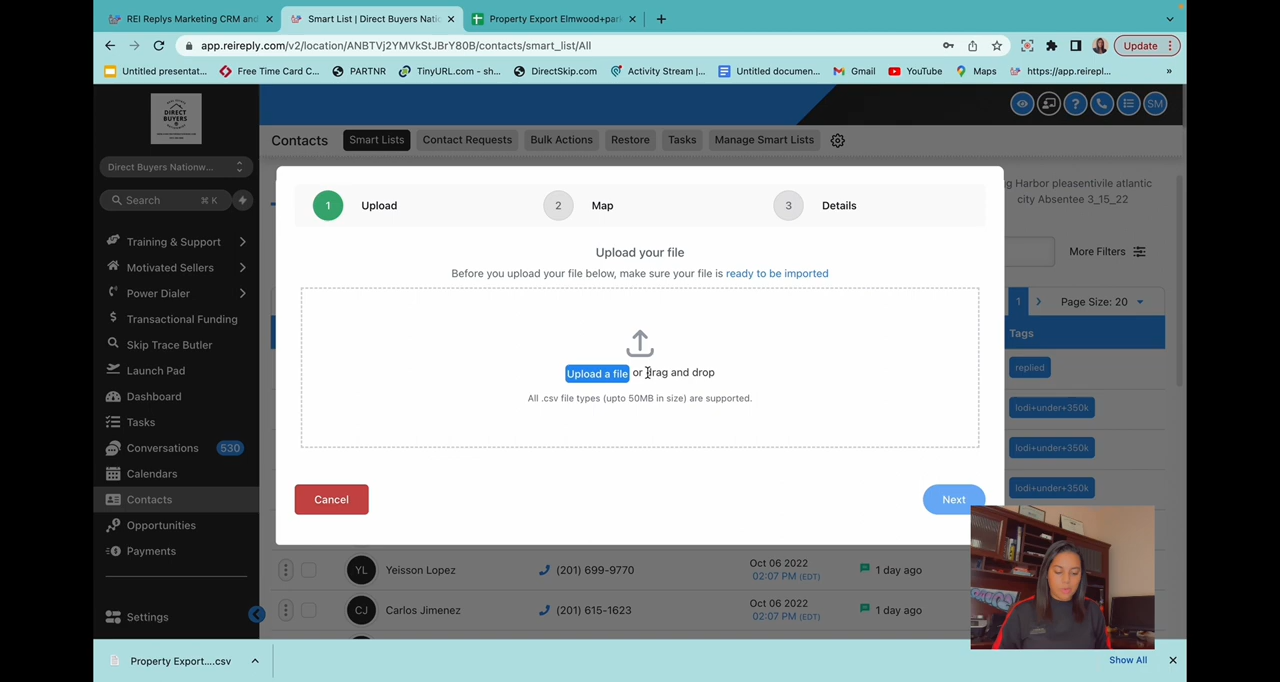 REI Replys Marketing CRM and
Smart List | Direct Buyers Natio
Property Export Elmwood+par
app.reireply.com/v2/location/ANBTVj2YMVkStJBrY80B/contacts/smart_list/All
Update
Untitled presentat...
Free Time Card C...
PARTNR
TinyURL.com - sh...
DirectSkip.com
Activity Stream |...
Untitled documen...
Gmail
YouTube
Maps
https://app.reirepl...
»
DIRECT
BUYERS
SM
Contacts
Smart Lists
Contact Requests
Bulk Actions
Restore
Tasks
Manage Smart Lists
Direct Buyers Nationw...
Search
⌘ K
Training & Support
Motivated Sellers
Power Dialer
Transactional Funding
Skip Trace Butler
Launch Pad
Dashboard
Tasks
Conversations
530
Calendars
Contacts
Opportunities
Payments
Settings
1
Upload
2
Map
3
Details
Upload your file
Before you upload your file below, make sure your file is ready to be imported
Upload a file or drag and drop
All .csv file types (upto 50MB in size) are supported.
Cancel
Next
g Harbor pleasentivile atlantic
city Absentee 3_15_22
More Filters
1
Page Size: 20
Tags
replied
lodi+under+350k
lodi+under+350k
lodi+under+350k
YL
Yeisson Lopez
(201) 699-9770
Oct 06 2022
02:07 PM (EDT)
1 day ago
CJ
Carlos Jimenez
(201) 615-1623
Oct 06 2022
02:07 PM (EDT)
1 day ago
Property Export....csv
Show All